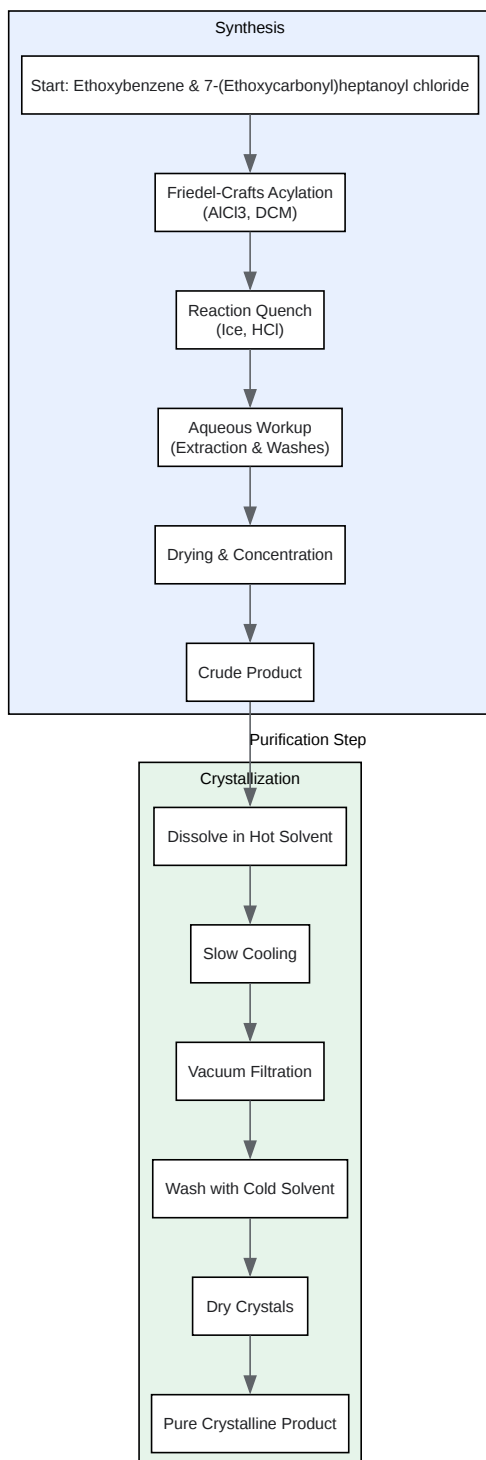 Synthesis
Start: Ethoxybenzene & 7-(Ethoxycarbonyl)heptanoyl chloride
Friedel-Crafts Acylation
(AlCl3, DCM)
Reaction Quench
(Ice, HCl)
Aqueous Workup
(Extraction & Washes)
Drying & Concentration
Crude Product
Purification Step
Crystallization
Dissolve in Hot Solvent
Slow Cooling
Vacuum Filtration
Wash with Cold Solvent
Dry Crystals
Pure Crystalline Product